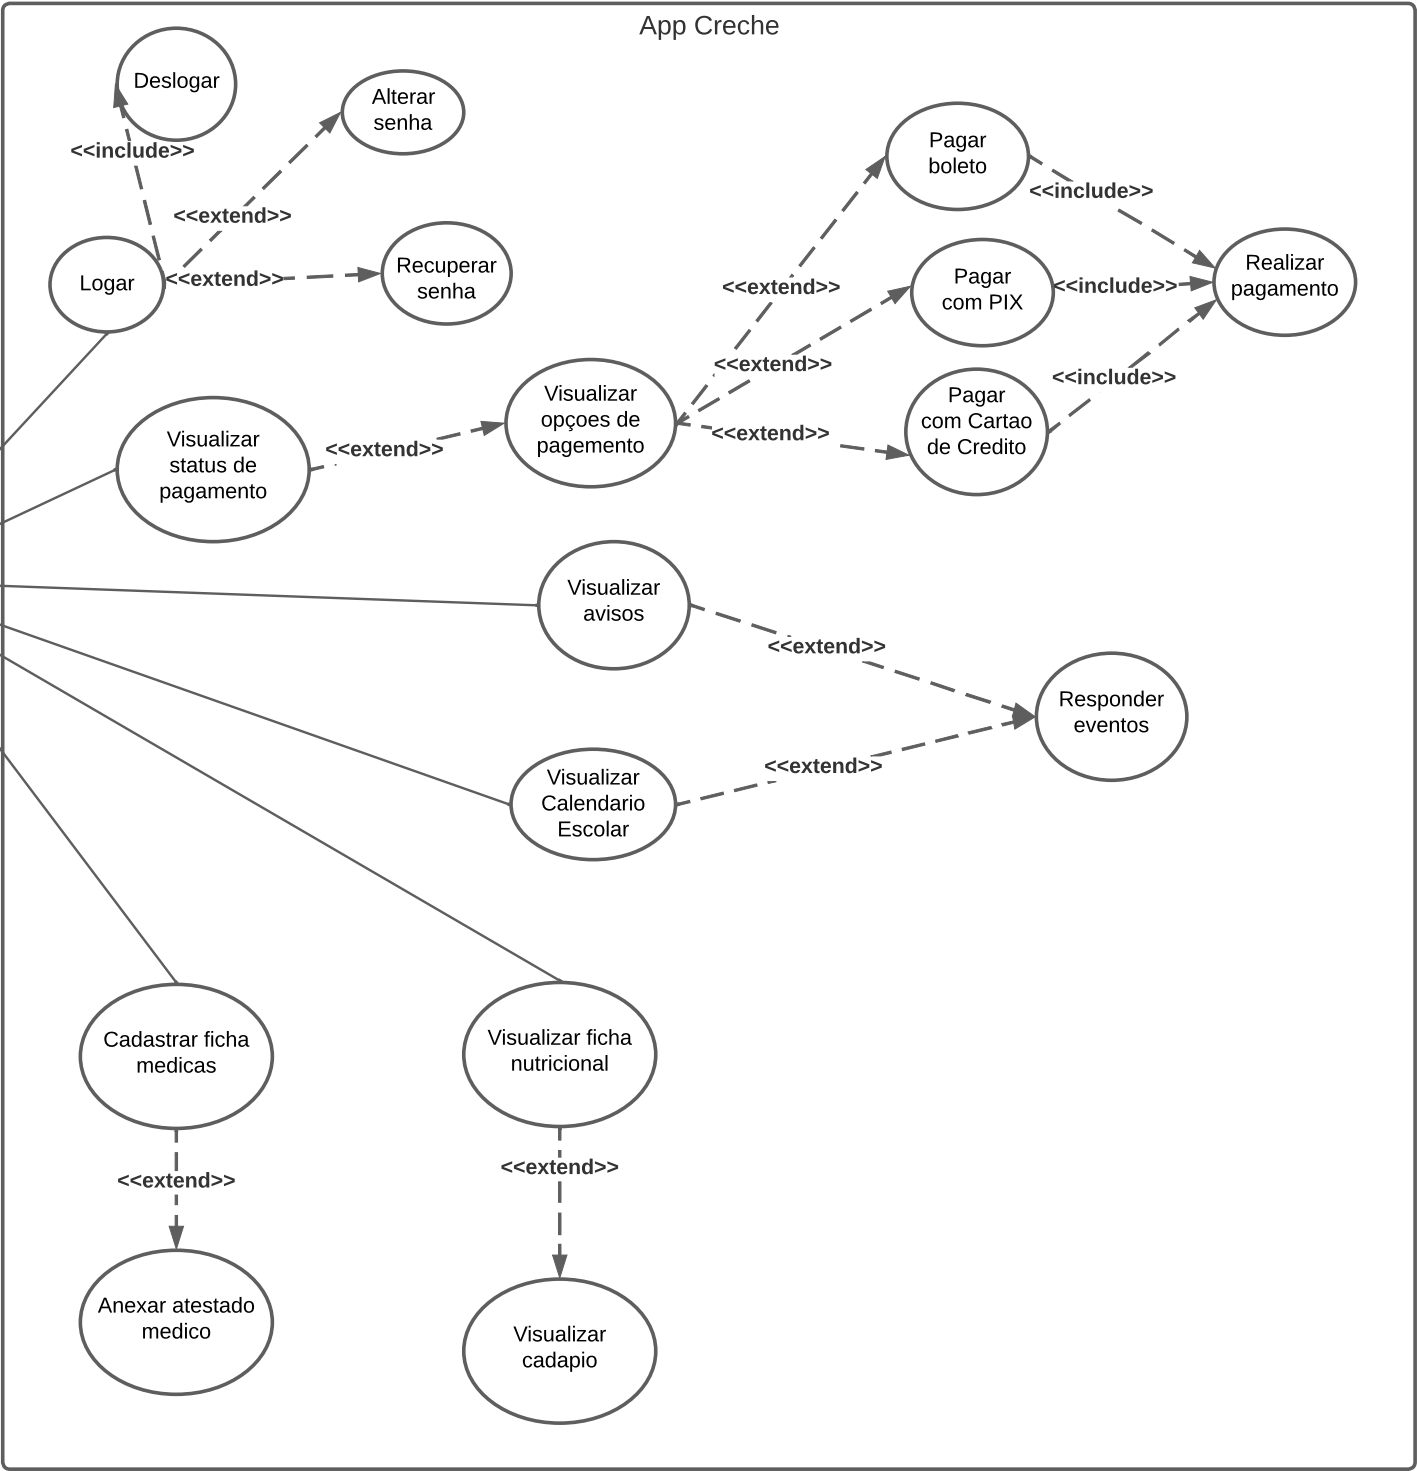 App Creche
Deslogar
<<include>>
Alterar
senha
<<extend>>
Logar
<<extend>>
Recuperar
senha
Pagar
boleto
<<include>>
<<extend>>
Pagar
com PIX
<<include>>
Realizar
pagamento
<<extend>>
Pagar
com Cartao
de Credito
<<include>>
Visualizar
status de
pagamento
<<extend>>
Visualizar
opçoes de
pagemento
<<extend>>
Visualizar
avisos
<<extend>>
Responder
eventos
Visualizar
Calendario
Escolar
<<extend>>
Cadastrar ficha
medicas
Visualizar ficha
nutricional
<<extend>>
<<extend>>
Anexar atestado
medico
Visualizar
cadapio